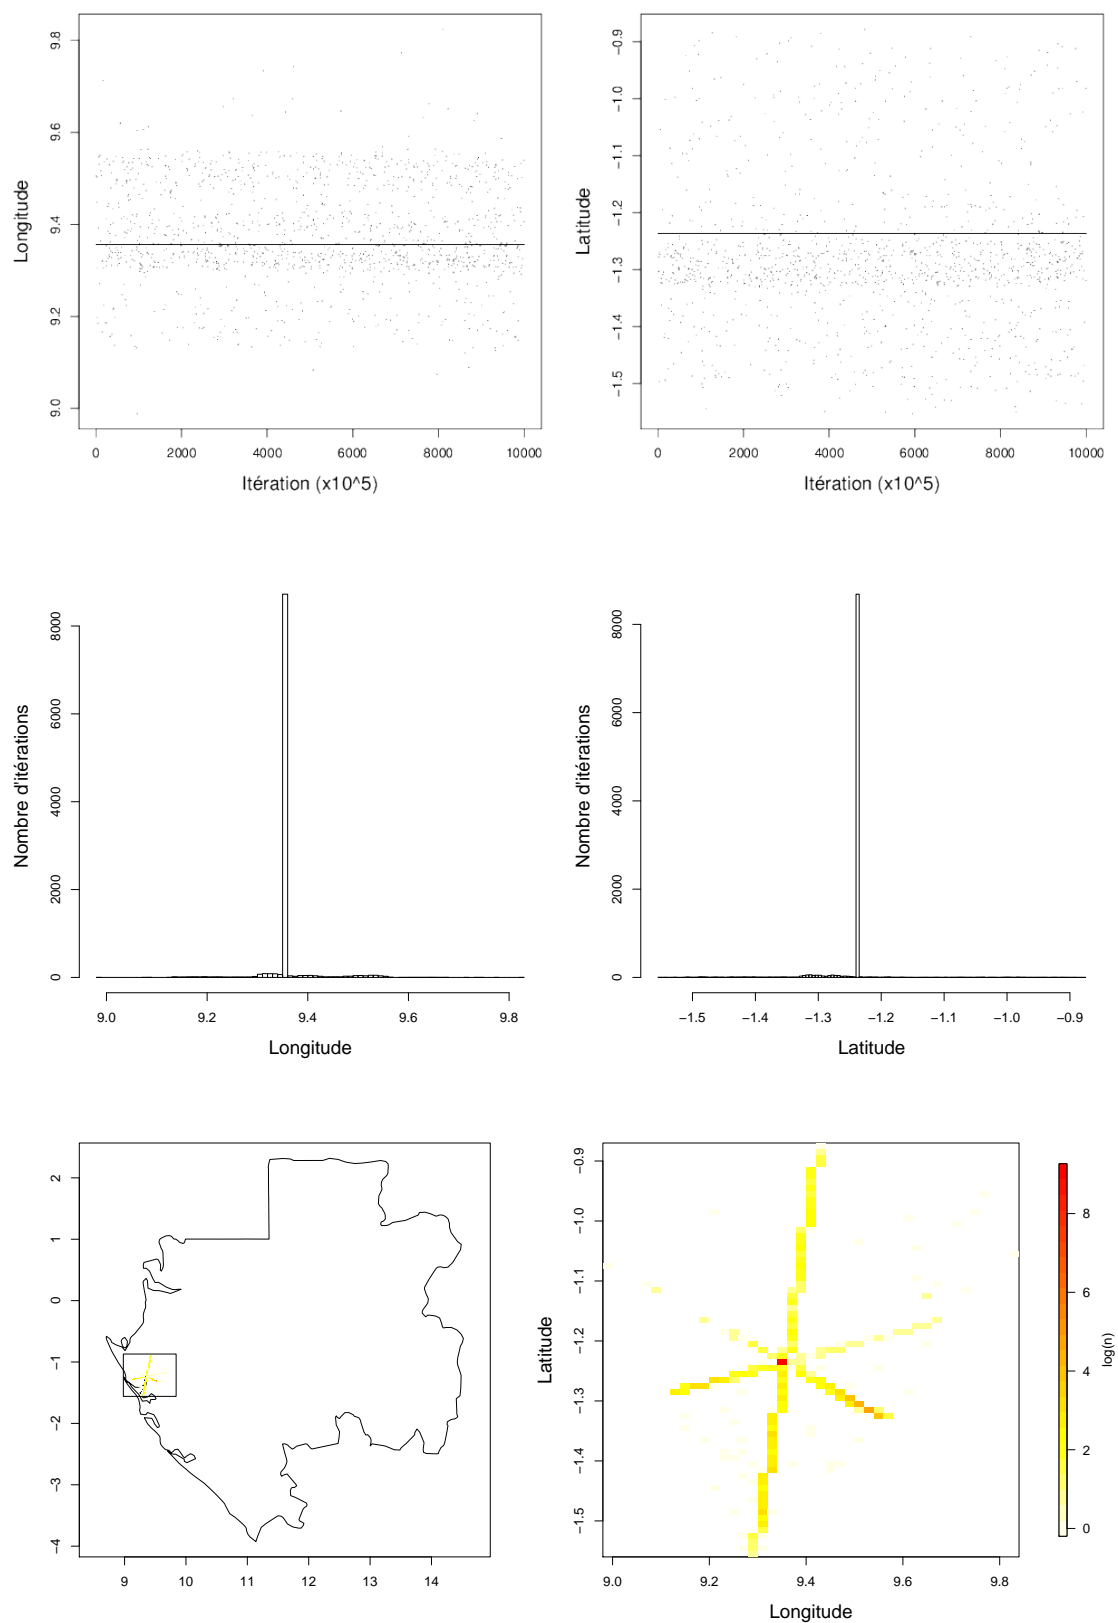 9.0 9.2 9.4 9.6 9.8
Longitude
0 2000 4000 6000 8000 10000
Itération (x10^5)
−1.5 −1.4 −1.3 −1.2 −1.1 −1.0 −0.9
Latitude
0 2000 4000 6000 8000 10000
Itération (x10^5)
0 2000 4000 6000 8000
Nombre d'itérations
9.0 9.2 9.4 9.6 9.8
Longitude
0 2000 4000 6000 8000
Nombre d'itérations
−1.5 −1.4 −1.3 −1.2 −1.1 −1.0 −0.9
Latitude
−4 −3 −2 −1 0 1 2
9 10 11 12 13 14
−1.5 −1.4 −1.3 −1.2 −1.1 −1.0 −0.9
Latitude
9.0 9.2 9.4 9.6 9.8
Longitude
0 2 4 6 8
log(n)